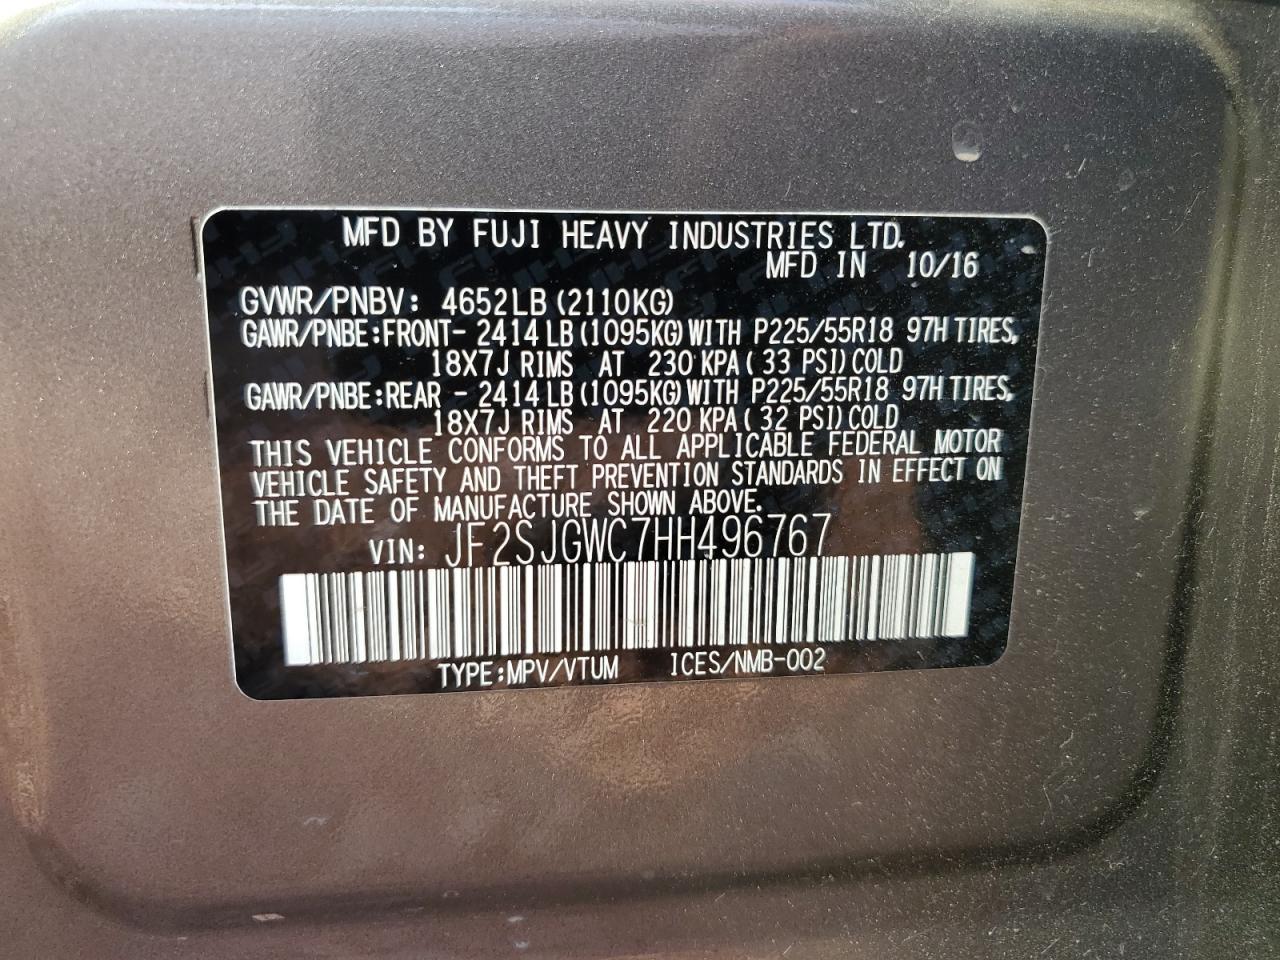 MFD BY FUJI HEAVY INDUSTRIES LTD.
MFD IN 10/16
GVWR/PNBV: 4652LB(2110KG)
GAWR/PNBE:FRONT- 2414LB(1095KG)WITH P225/55R18 97H TIRES,
18X7J RIMS AT 230 KPA(33 PSI)COLD
GAWR/PNBE:REAR - 2414LB(1095KG)WITH P225/55R18 97H TIRES,
18X7J RIMS AT 220 KPA(32 PSI)COLD
THIS VEHICLE CONFORMS TO ALL APPLICABLE FEDERAL MOTOR
VEHICLE SAFETY AND THEFT PREVENTION STANDARDS IN EFFECT ON
THE DATE OF MANUFACTURE SHOWN ABOVE.
VIN: JF2SJGWC7HH496767
TYPE:MPV/VTUM ICES/NMB-002